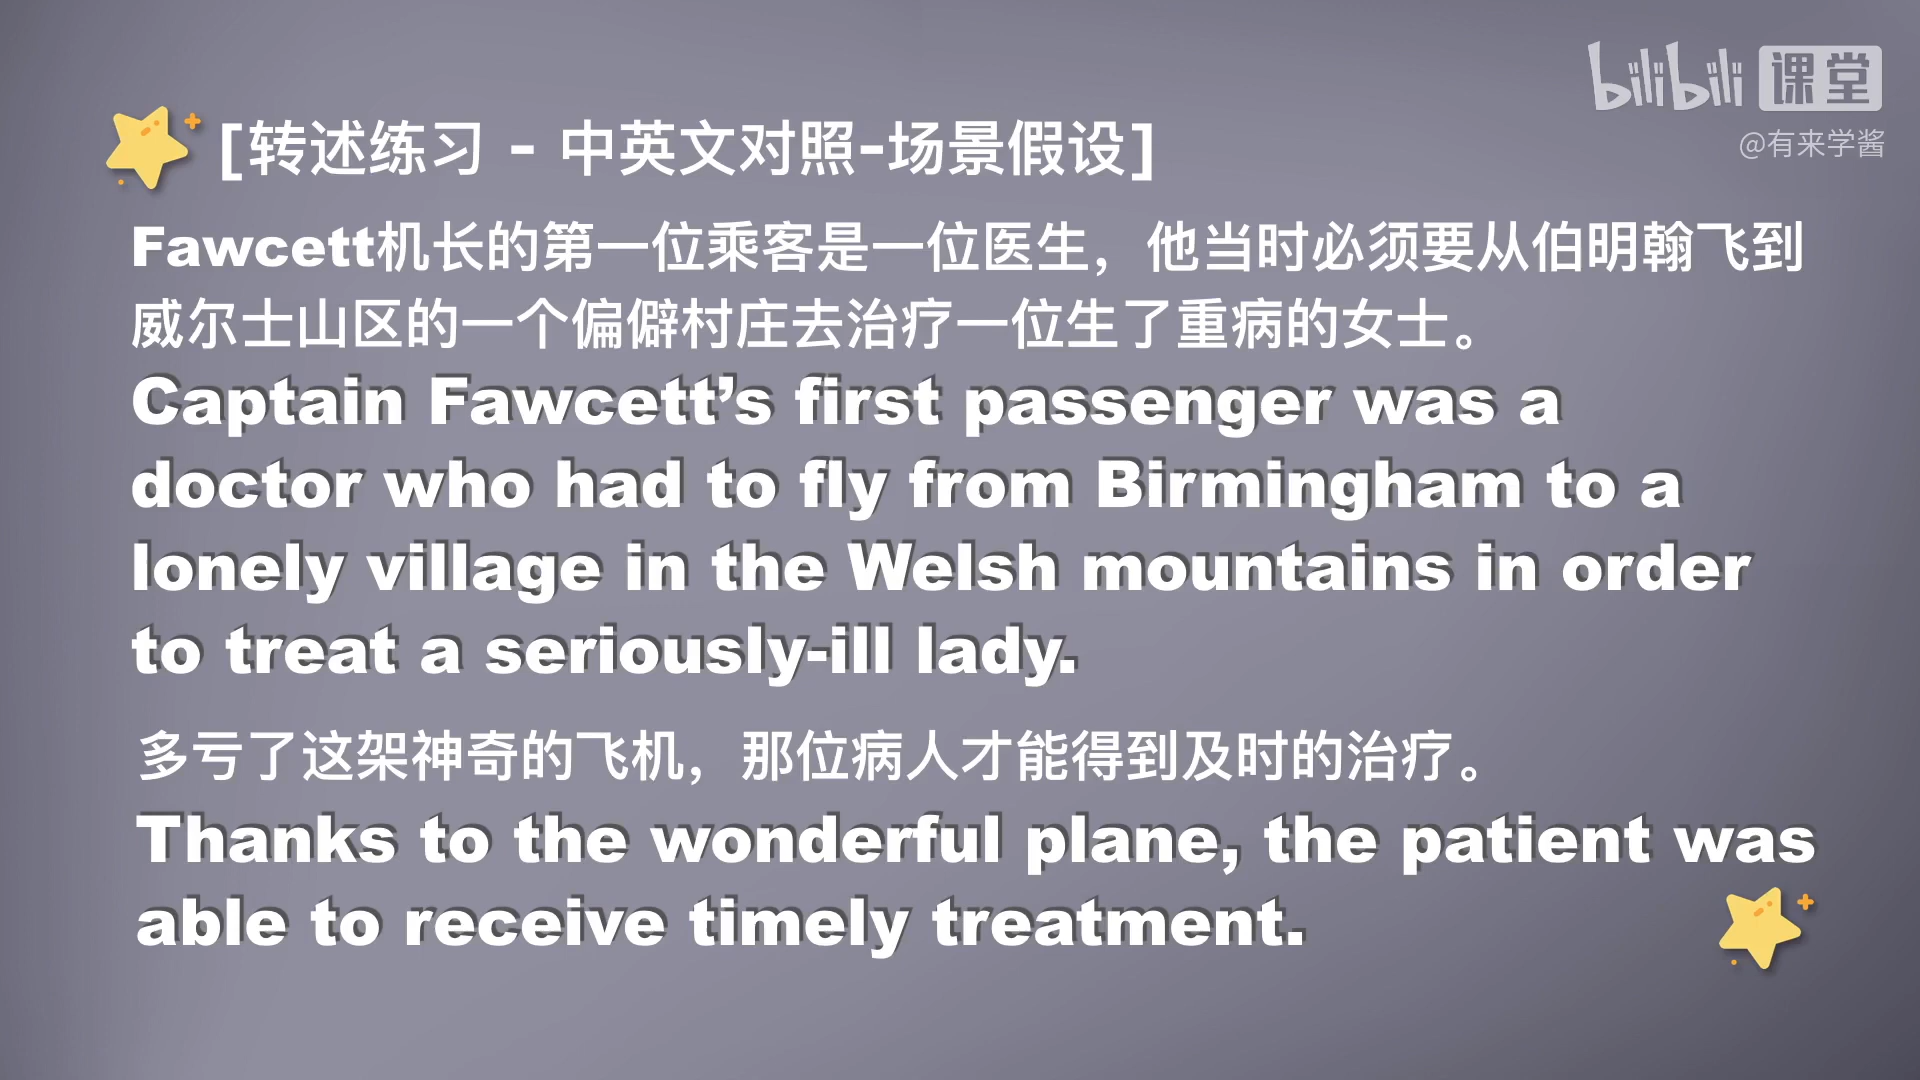 bilibili 课堂
@有来学酱
[转述练习 - 中英文对照-场景假设]
Fawcett机长的第一位乘客是一位医生，他当时必须要从伯明翰飞到
威尔士山区的一个偏僻村庄去治疗一位生了重病的女士。
Captain Fawcett’s first passenger was a
doctor who had to fly from Birmingham to a
lonely village in the Welsh mountains in order
to treat a seriously-ill lady.
多亏了这架神奇的飞机，那位病人才能得到及时的治疗。
Thanks to the wonderful plane, the patient was
able to receive timely treatment.